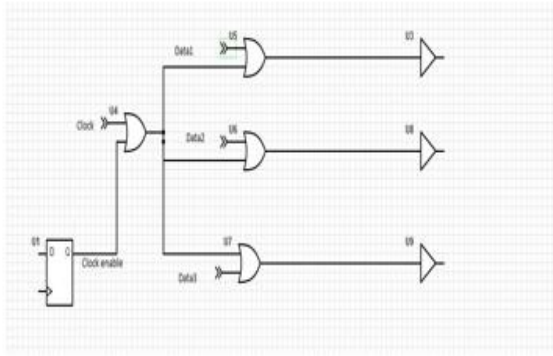 U5
U3
Data1
U4
Clock
U6
U8
Data2
U1
D Q
U7
U9
Clock enable
Data3